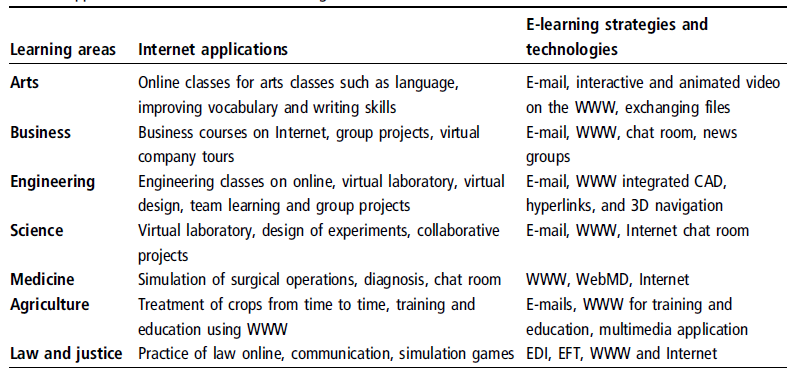 E-learning strategies and
Learning areas Internet applications technologies
Arts Online classes for arts classes such as language, E-mail, interactive and animated video
improving vocabulary and writing skills on the WWW, exchanging files
Business Business courses on Internet, group projects, virtual E-mail, WWW, chat room, news
company tours groups
Engineering Engineering classes on online, virtual laboratory, virtual E-mail, WWW integrated CAD,
design, team learning and group projects hyperlinks, and 3D navigation
Science Virtual laboratory, design of experiments, collaborative E-mail, WWW, Internet chat room
projects
Medicine Simulation of surgical operations, diagnosis, chat room WWW, WebMD, Internet
Agriculture Treatment of crops from time to time, training and E-mails, WWW for training and
education using WWW education, multimedia application
Law and justice Practice of law online, communication, simulation games EDI, EFT, WWW and Internet